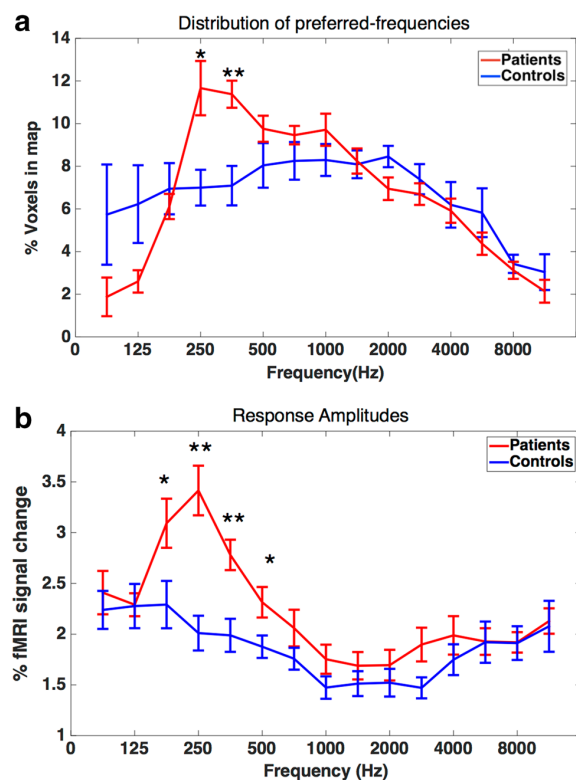 a
Distribution of preferred-frequencies
14
12
10
8
6
4
2
0
% Voxels in map
Patients
Controls
*
**
125
250
500
1000
2000
4000
8000
Frequency(Hz)
b
Response Amplitudes
4
3.5
3
2.5
2
1.5
1
% fMRI signal change
Patients
Controls
*
**
**
*
125
250
500
1000
2000
4000
8000
Frequency (Hz)